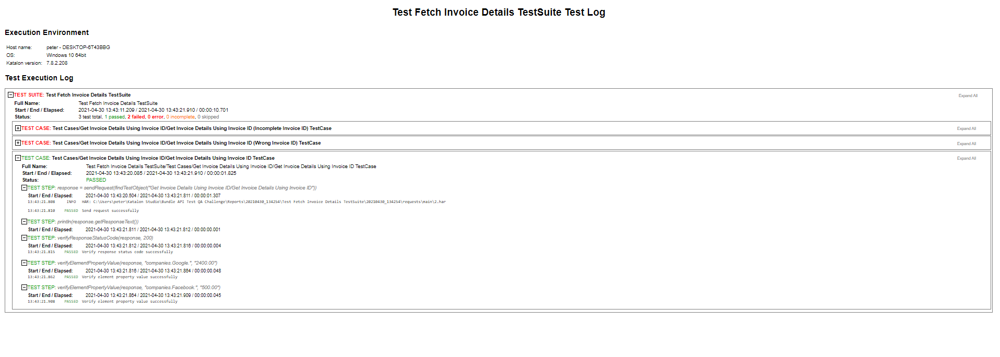 Test Fetch Invoice Details TestSuite Test Log
Execution Environment
Host name: peter - DESKTOP-6T43BBG
OS: Windows 10 64bit
Katalon version: 7.8.2.208
Test Execution Log
TEST SUITE: Test Fetch Invoice Details TestSuite Expand All
Full Name: Test Fetch Invoice Details TestSuite
Start / End / Elapsed: 2021-04-30 13:43:11.209 / 2021-04-30 13:43:21.910 / 00:00:10.701
Status: 3 test total, 1 passed, 2 failed, 0 error, 0 incomplete, 0 skipped
TEST CASE: Test Cases/Get Invoice Details Using Invoice ID/Get Invoice Details Using Invoice ID (Incomplete Invoice ID) TestCase Expand All
TEST CASE: Test Cases/Get Invoice Details Using Invoice ID/Get Invoice Details Using Invoice ID (Wrong Invoice ID) TestCase Expand All
TEST CASE: Test Cases/Get Invoice Details Using Invoice ID/Get Invoice Details Using Invoice ID TestCase Expand All
Full Name: Test Fetch Invoice Details TestSuite/Test Cases/Get Invoice Details Using Invoice ID/Get Invoice Details Using Invoice ID TestCase
Start / End / Elapsed: 2021-04-30 13:43:20.085 / 2021-04-30 13:43:21.910 / 00:00:01.825
Status: PASSED
TEST STEP: response = sendRequest(findTestObject("Get Invoice Details Using Invoice ID/Get Invoice Details Using Invoice ID"))
Start / End / Elapsed: 2021-04-30 13:43:20.504 / 2021-04-30 13:43:21.811 / 00:00:01.307
13:43:21.808 INFO HAR: C:\Users\peter\Katalon Studio\Bundle API Test QA Challenge\Reports\20210430_134254\Test Fetch Invoice Details TestSuite\20210430_134254\requests\main\2.har
13:43:21.810 PASSED Send request successfully
TEST STEP: println(response.getResponseText())
Start / End / Elapsed: 2021-04-30 13:43:21.811 / 2021-04-30 13:43:21.812 / 00:00:00.001
TEST STEP: verifyResponseStatusCode(response, 200)
Start / End / Elapsed: 2021-04-30 13:43:21.812 / 2021-04-30 13:43:21.816 / 00:00:00.004
13:43:21.815 PASSED Verify response status code successfully
TEST STEP: verifyElementPropertyValue(response, "companies.Google.", "2400.00")
Start / End / Elapsed: 2021-04-30 13:43:21.816 / 2021-04-30 13:43:21.864 / 00:00:00.048
13:43:21.862 PASSED Verify element property value successfully
TEST STEP: verifyElementPropertyValue(response, "companies.Facebook.", "500.00")
Start / End / Elapsed: 2021-04-30 13:43:21.864 / 2021-04-30 13:43:21.909 / 00:00:00.045
13:43:21.908 PASSED Verify element property value successfully